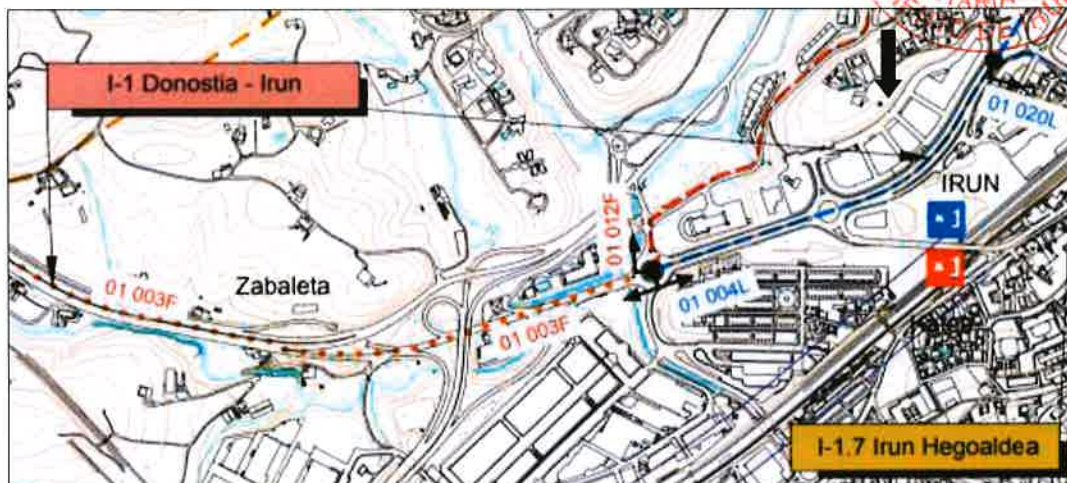 I-1 Donostia - Irun
01 020L
IRUN
01 012F
Zabaleta
01 003F
01 004L
01 003F
I-1.7 Irun Hegoaldea